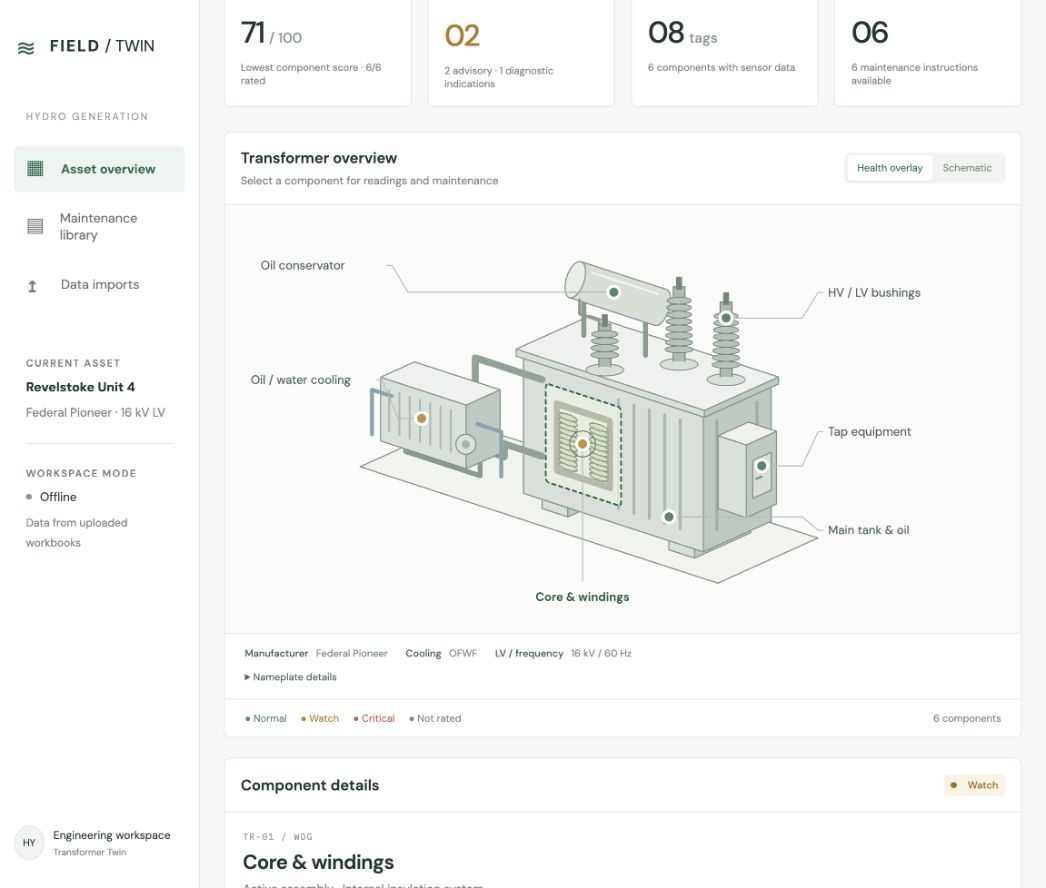 FIELD / TWIN
HYDRO GENERATION
Asset overview
Maintenance
library
Data imports
CURRENT ASSET
Revelstoke Unit 4
Federal Pioneer · 16 kV LV
WORKSPACE MODE
Offline
Data from uploaded
workbooks
HY
Engineering workspace
Transformer Twin
71 / 100
Lowest component score · 6/6
rated
02
2 advisory · 1 diagnostic
indications
08 tags
6 components with sensor data
06
6 maintenance instructions
available
Transformer overview
Select a component for readings and maintenance
Health overlay
Schematic
Oil conservator
HV / LV bushings
Oil / water cooling
Tap equipment
Main tank & oil
Core & windings
Manufacturer Federal Pioneer Cooling OFWF LV / frequency 16 kV / 60 Hz
Nameplate details
Normal Watch Critical Not rated
6 components
Component details
Watch
TR-01 / WDG
Core & windings
Active assembly · Internal insulation system